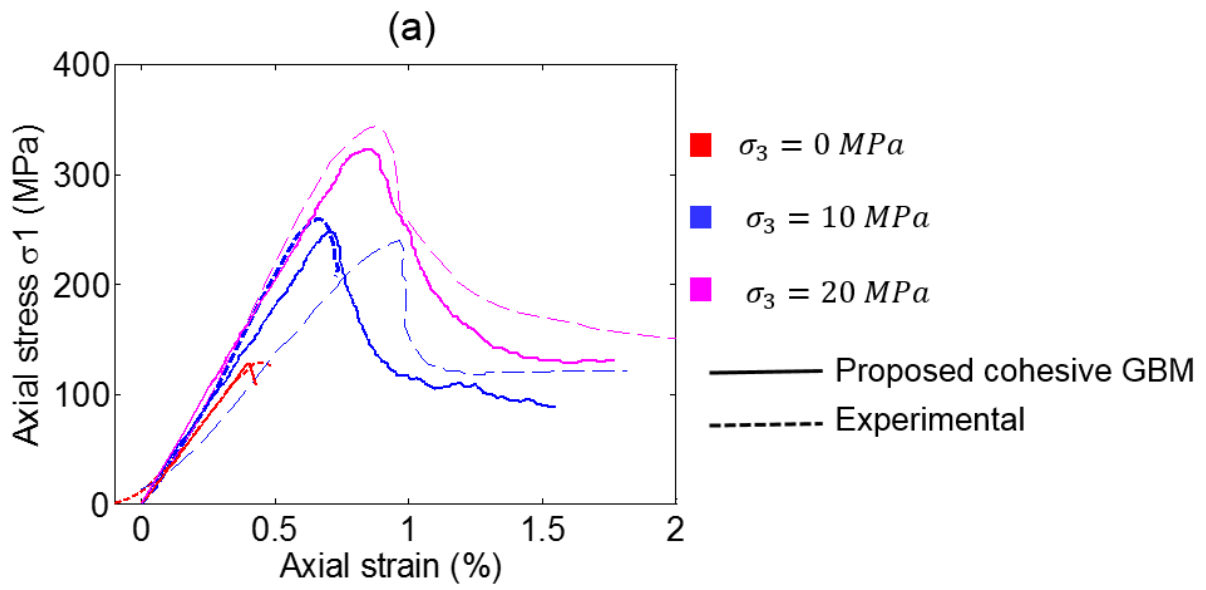 (a)
400
300
200
100
0
Axial stress σ1 (MPa)
0
0.5
1
1.5
2
Axial strain (%)
σ₃ = 0 MPa
σ₃ = 10 MPa
σ₃ = 20 MPa
Proposed cohesive GBM
Experimental